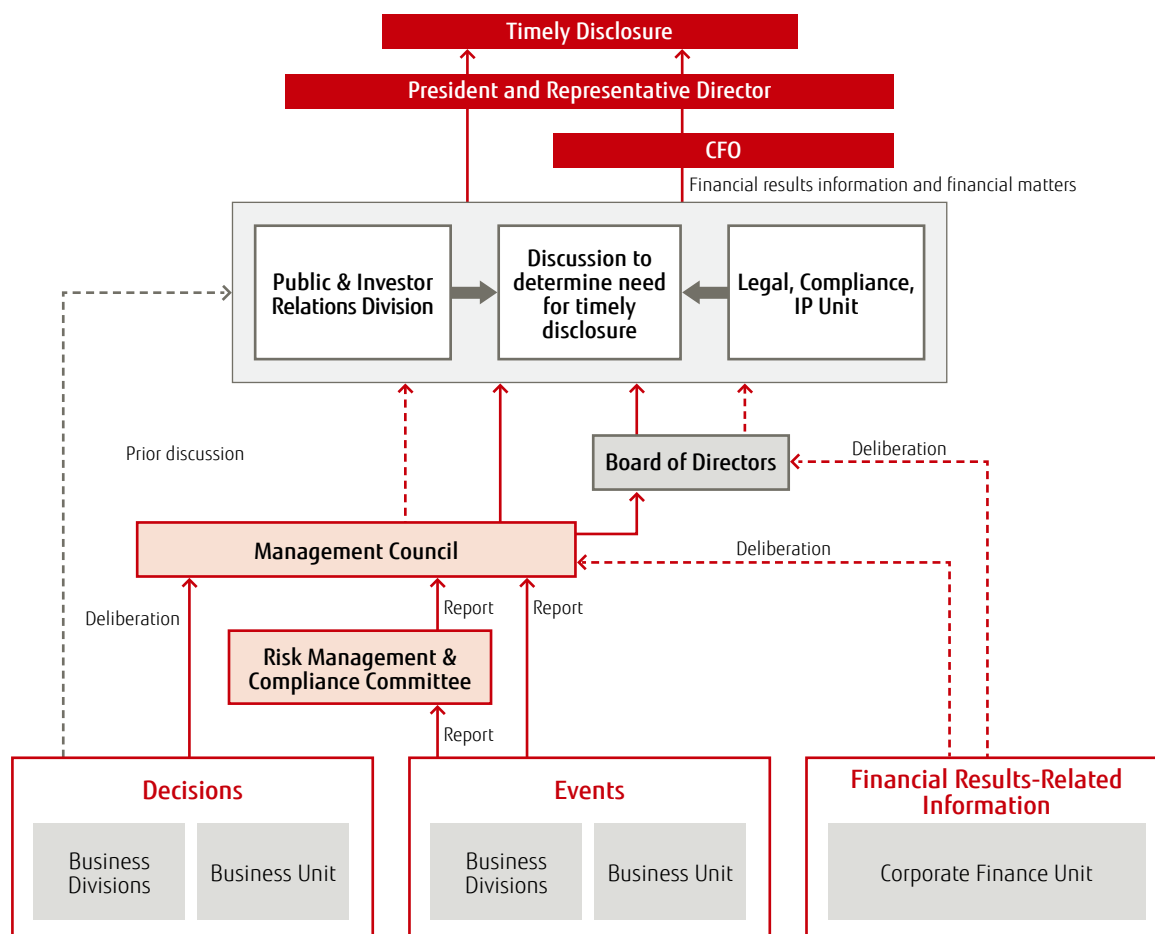 Timely Disclosure
President and Representative Director
CFO
Financial results information and financial matters
Public & Investor
Relations Division
Discussion to
determine need
for timely
disclosure
Legal, Compliance,
IP Unit
Prior discussion
Board of Directors
Deliberation
Management Council
Deliberation
Deliberation
Report
Report
Risk Management &
Compliance Committee
Report
Decisions
Business
Divisions
Business Unit
Events
Business
Divisions
Business Unit
Financial Results-Related
Information
Corporate Finance Unit